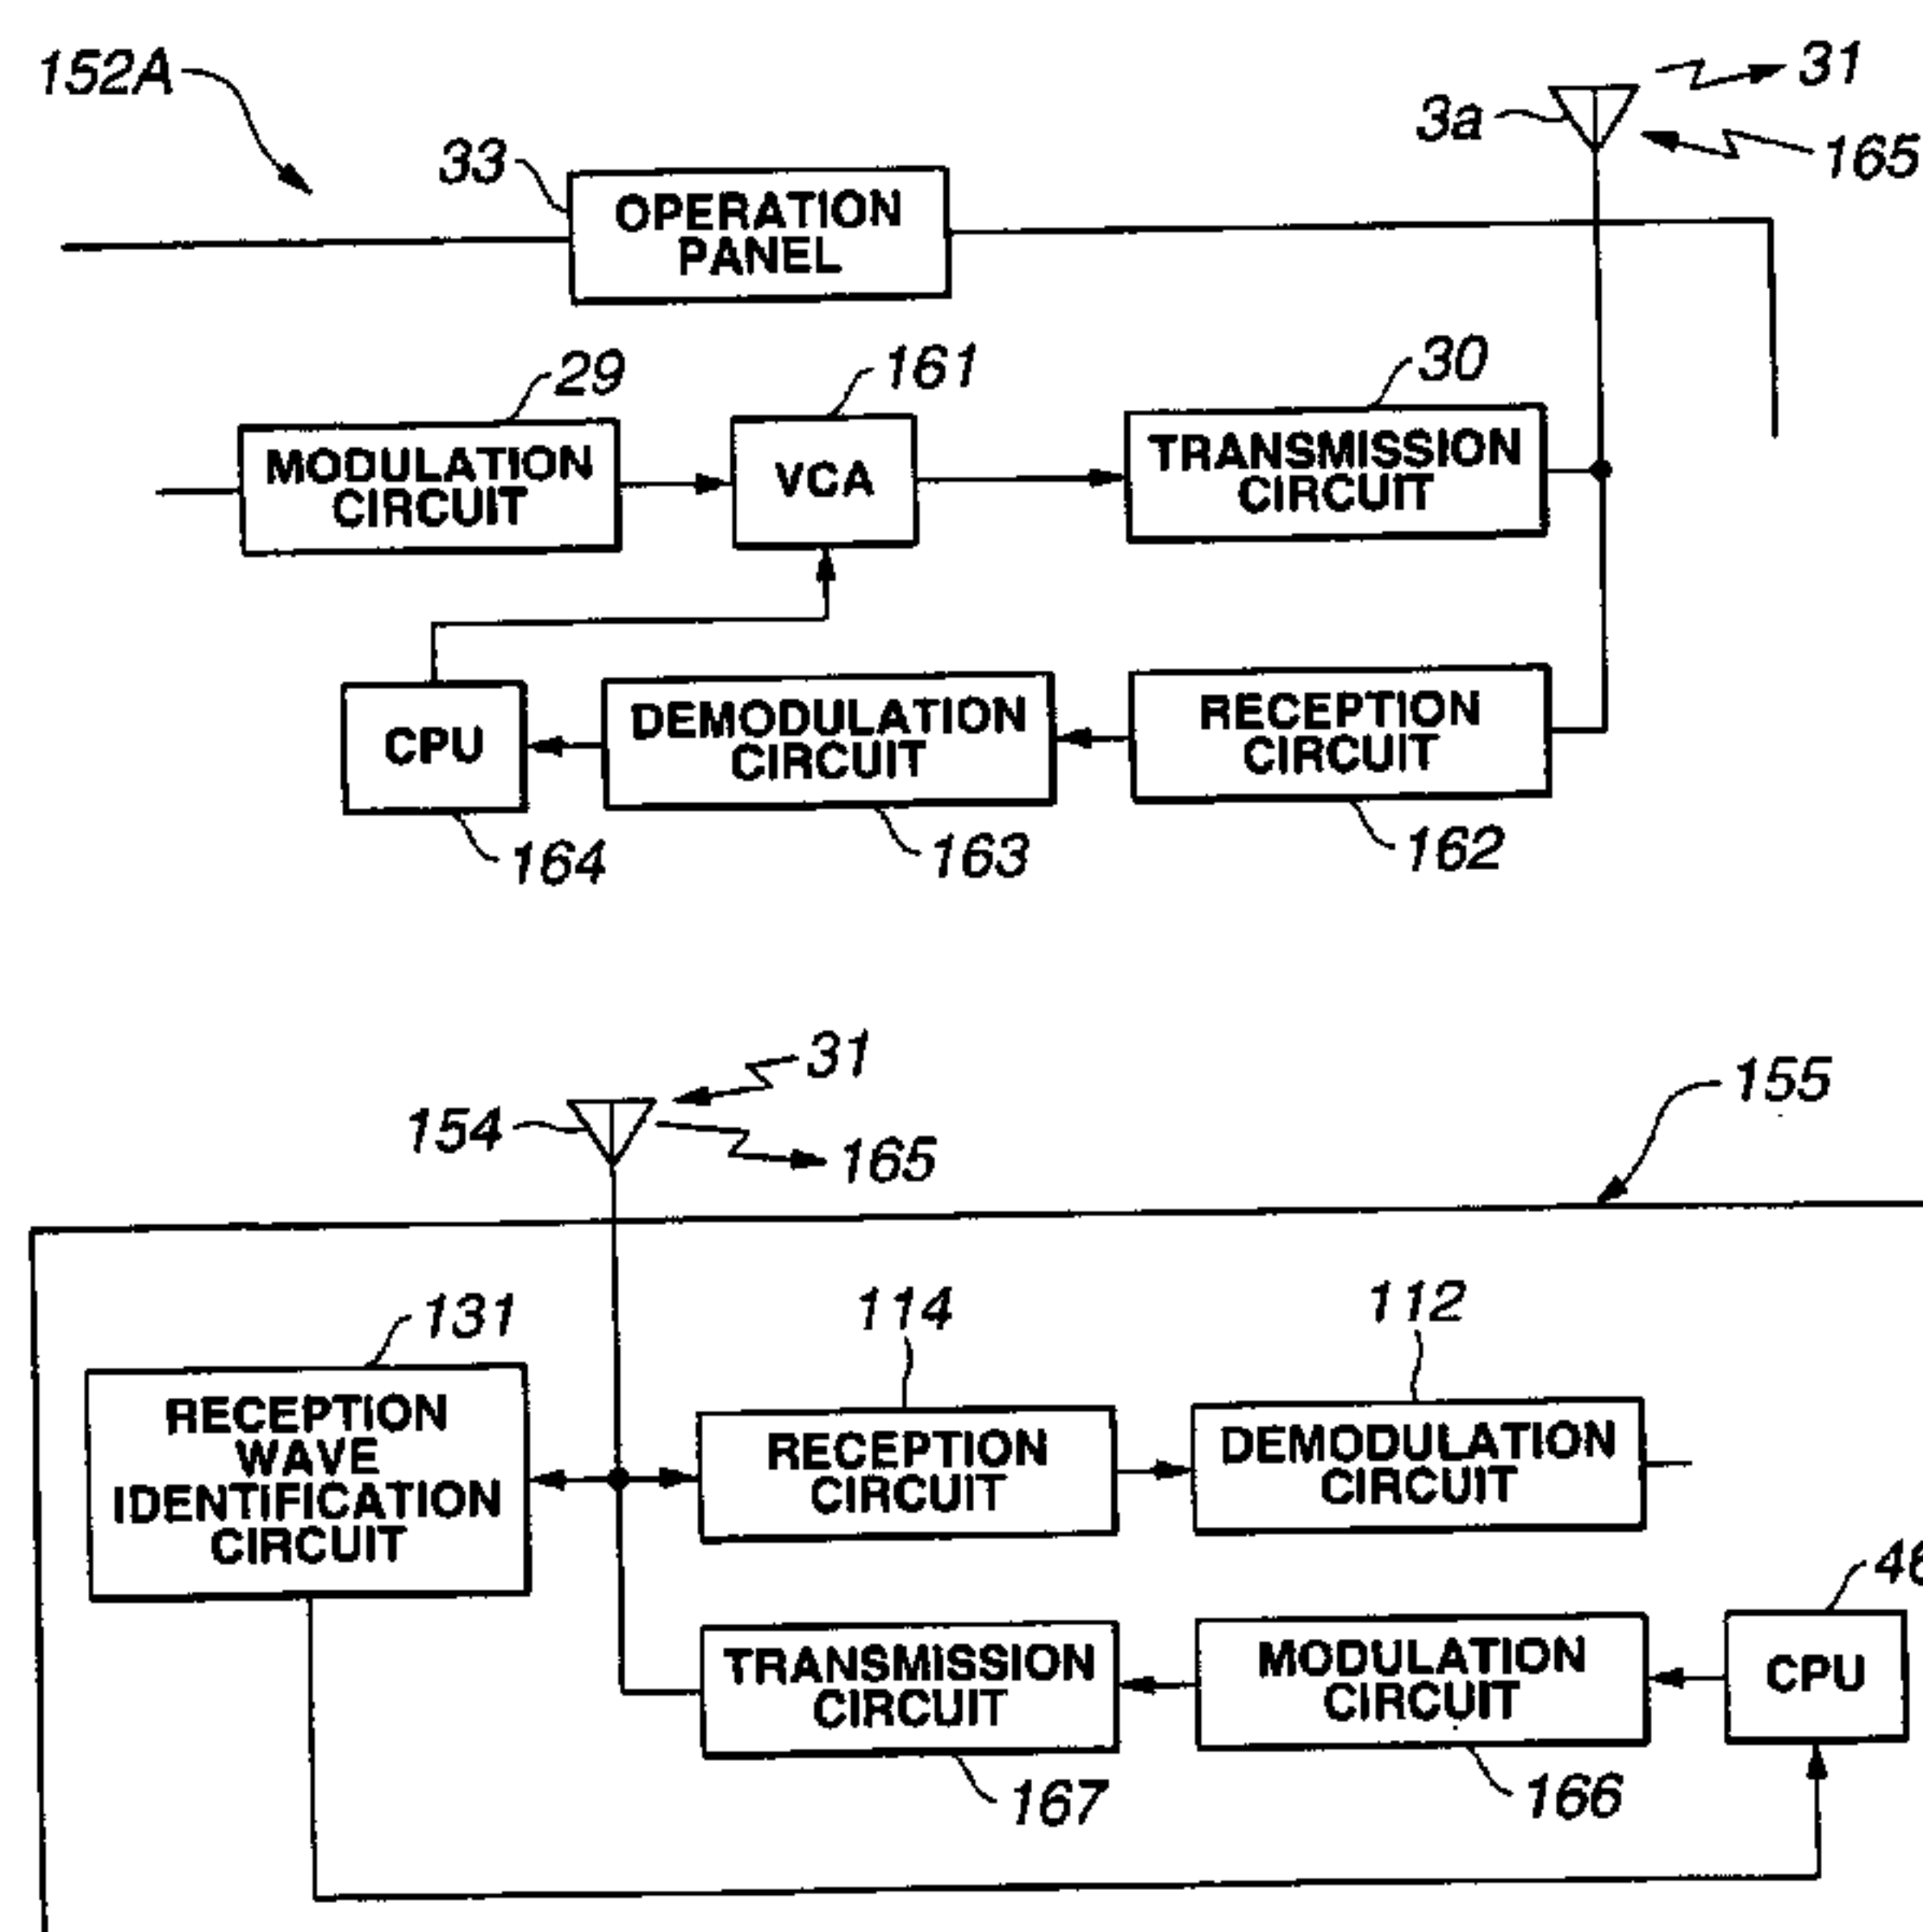 152A
31
3a
165
33
OPERATION
PANEL
29
161
30
MODULATION
CIRCUIT
VCA
TRANSMISSION
CIRCUIT
CPU
DEMODULATION
CIRCUIT
RECEPTION
CIRCUIT
164
163
162
31
154
165
155
131
114
112
RECEPTION
WAVE
IDENTIFICATION
CIRCUIT
RECEPTION
CIRCUIT
DEMODULATION
CIRCUIT
TRANSMISSION
CIRCUIT
MODULATION
CIRCUIT
CPU
167
166